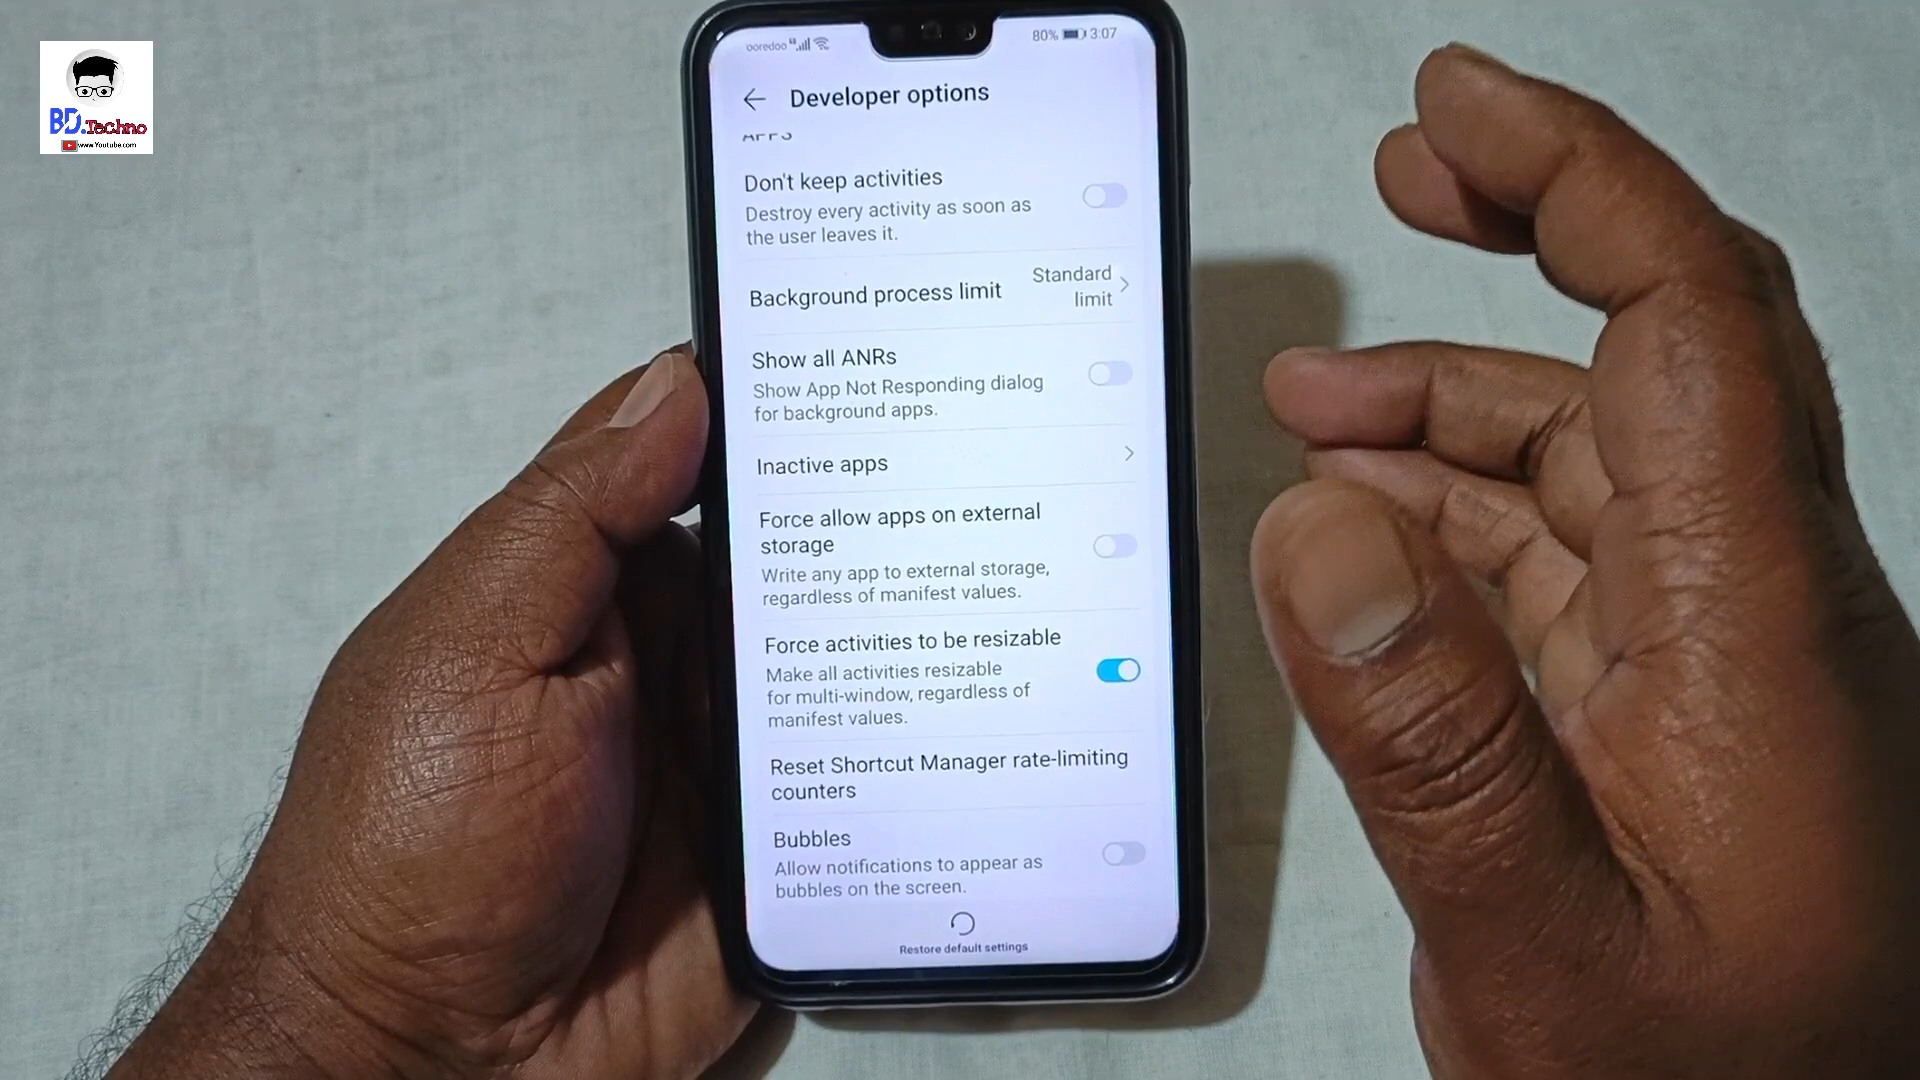 BD.Techno
www.Youtube.com
ooredoo
80% 3:07
Developer options
Don't keep activities
Destroy every activity as soon as
the user leaves it.
Background process limit
Standard
limit
Show all ANRs
Show App Not Responding dialog
for background apps.
Inactive apps
Force allow apps on external
storage
Write any app to external storage,
regardless of manifest values.
Force activities to be resizable
Make all activities resizable
for multi-window, regardless of
manifest values.
Reset Shortcut Manager rate-limiting
counters
Bubbles
Allow notifications to appear as
bubbles on the screen.
Restore default settings